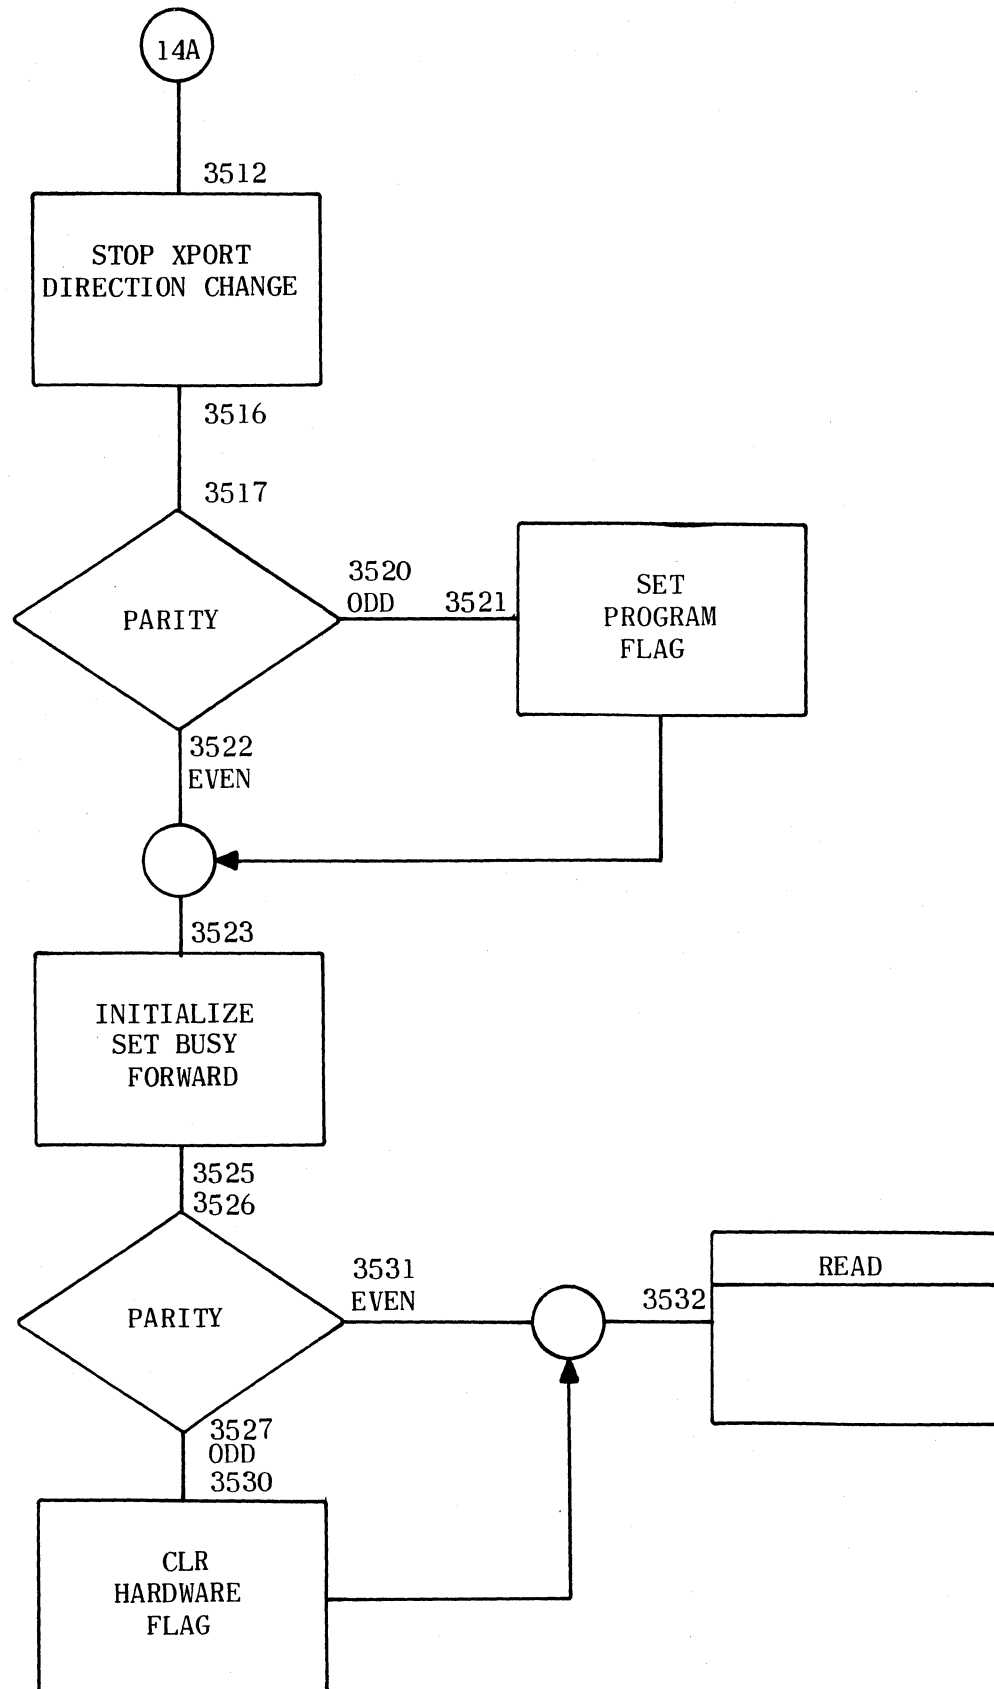 14A
3512
STOP XPORT
DIRECTION CHANGE
3516
3517
PARITY
3520
ODD
3521
SET
PROGRAM
FLAG
3522
EVEN
3523
INITIALIZE
SET BUSY
FORWARD
3525
3526
PARITY
3531
EVEN
3532
READ
3527
ODD
3530
CLR
HARDWARE
FLAG